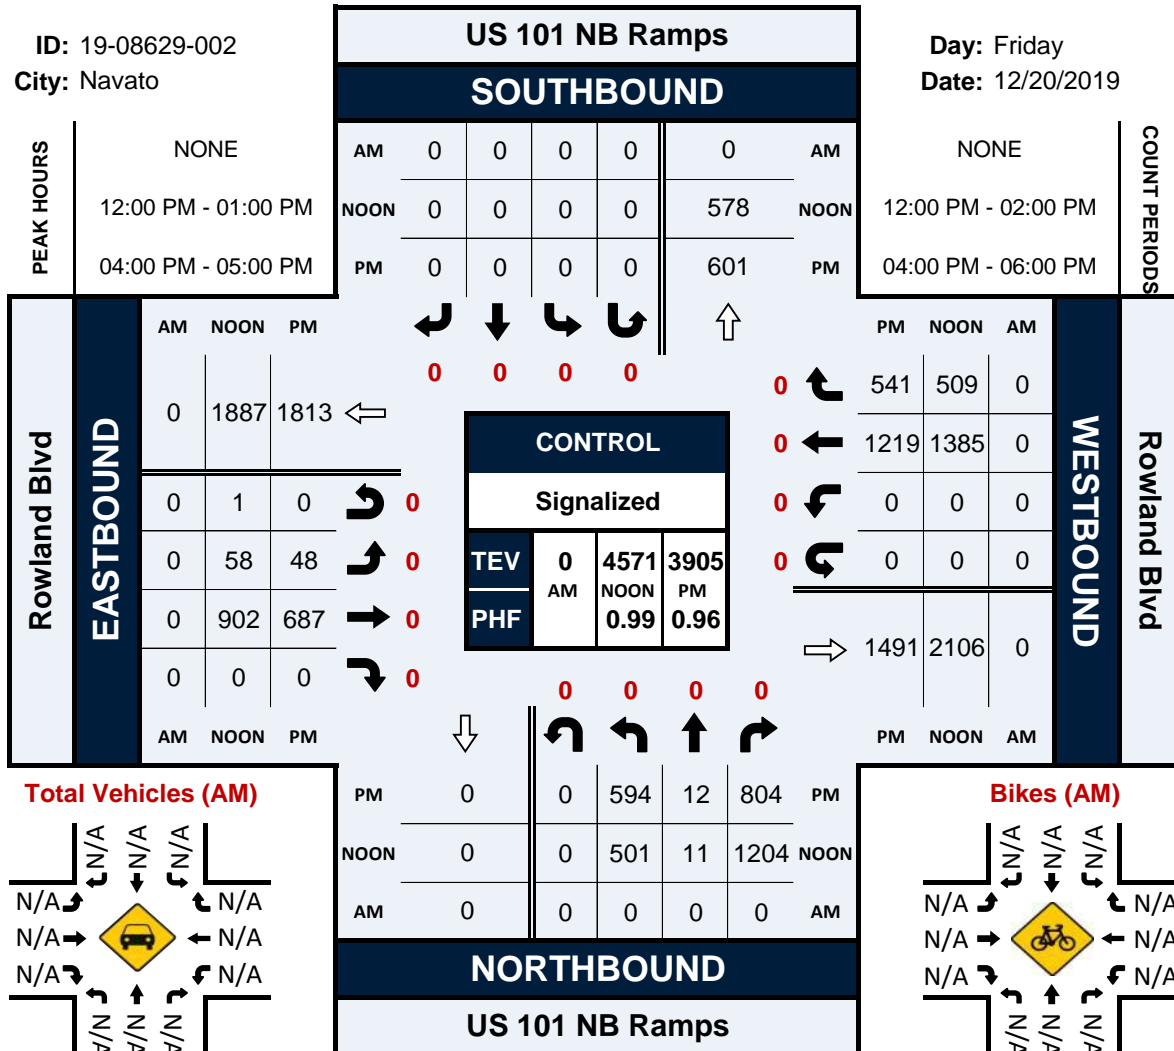 ID: 19-08629-002
City: Navato
US 101 NB Ramps
SOUTHBOUND
Day: Friday
Date: 12/20/2019
PEAK HOURS
NONE
12:00 PM - 01:00 PM
04:00 PM - 05:00 PM
AM 0 0 0 0 0 AM
NOON 0 0 0 0 578 NOON
PM 0 0 0 0 601 PM
NONE
12:00 PM - 02:00 PM
04:00 PM - 06:00 PM
COUNT PERIODS
0 0 0 0
Rowland Blvd
EASTBOUND
AM NOON PM
0 1887 1813
0 1 0 0
0 58 48 0
0 902 687 0
0 0 0 0
AM NOON PM
CONTROL
Signalized
TEV 0 4571 3905
AM NOON PM
PHF 0.99 0.96
PM NOON AM
0 541 509 0
0 1219 1385 0
0 0 0 0
0 0 0 0
1491 2106 0
PM NOON AM
WESTBOUND
Rowland Blvd
0 0 0 0
PM 0 0 594 12 804 PM
NOON 0 0 501 11 1204 NOON
AM 0 0 0 0 0 AM
NORTHBOUND
US 101 NB Ramps
Total Vehicles (AM)
N/A N/A N/A
N/A N/A
N/A N/A
N/A N/A
N/A N/A N/A
Bikes (AM)
N/A N/A N/A
N/A N/A
N/A N/A
N/A N/A
N/A N/A N/A